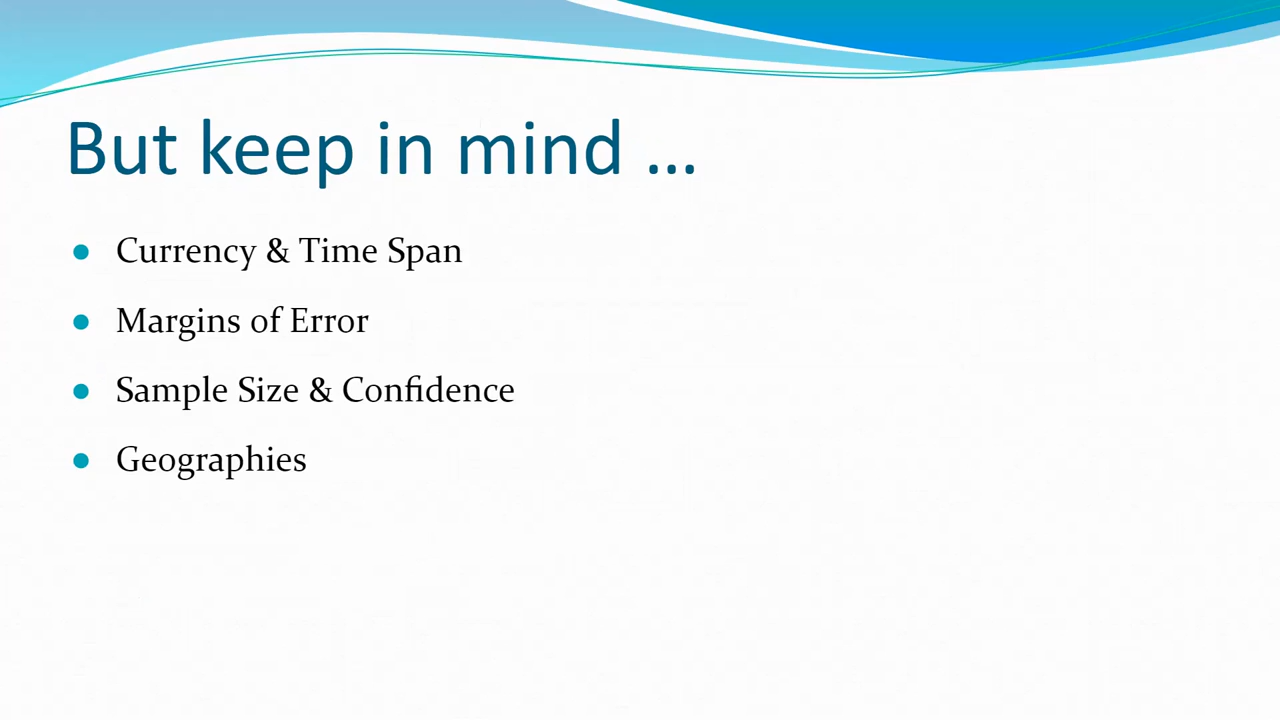 But keep in mind ...
Currency & Time Span
Margins of Error
Sample Size & Confidence
Geographies